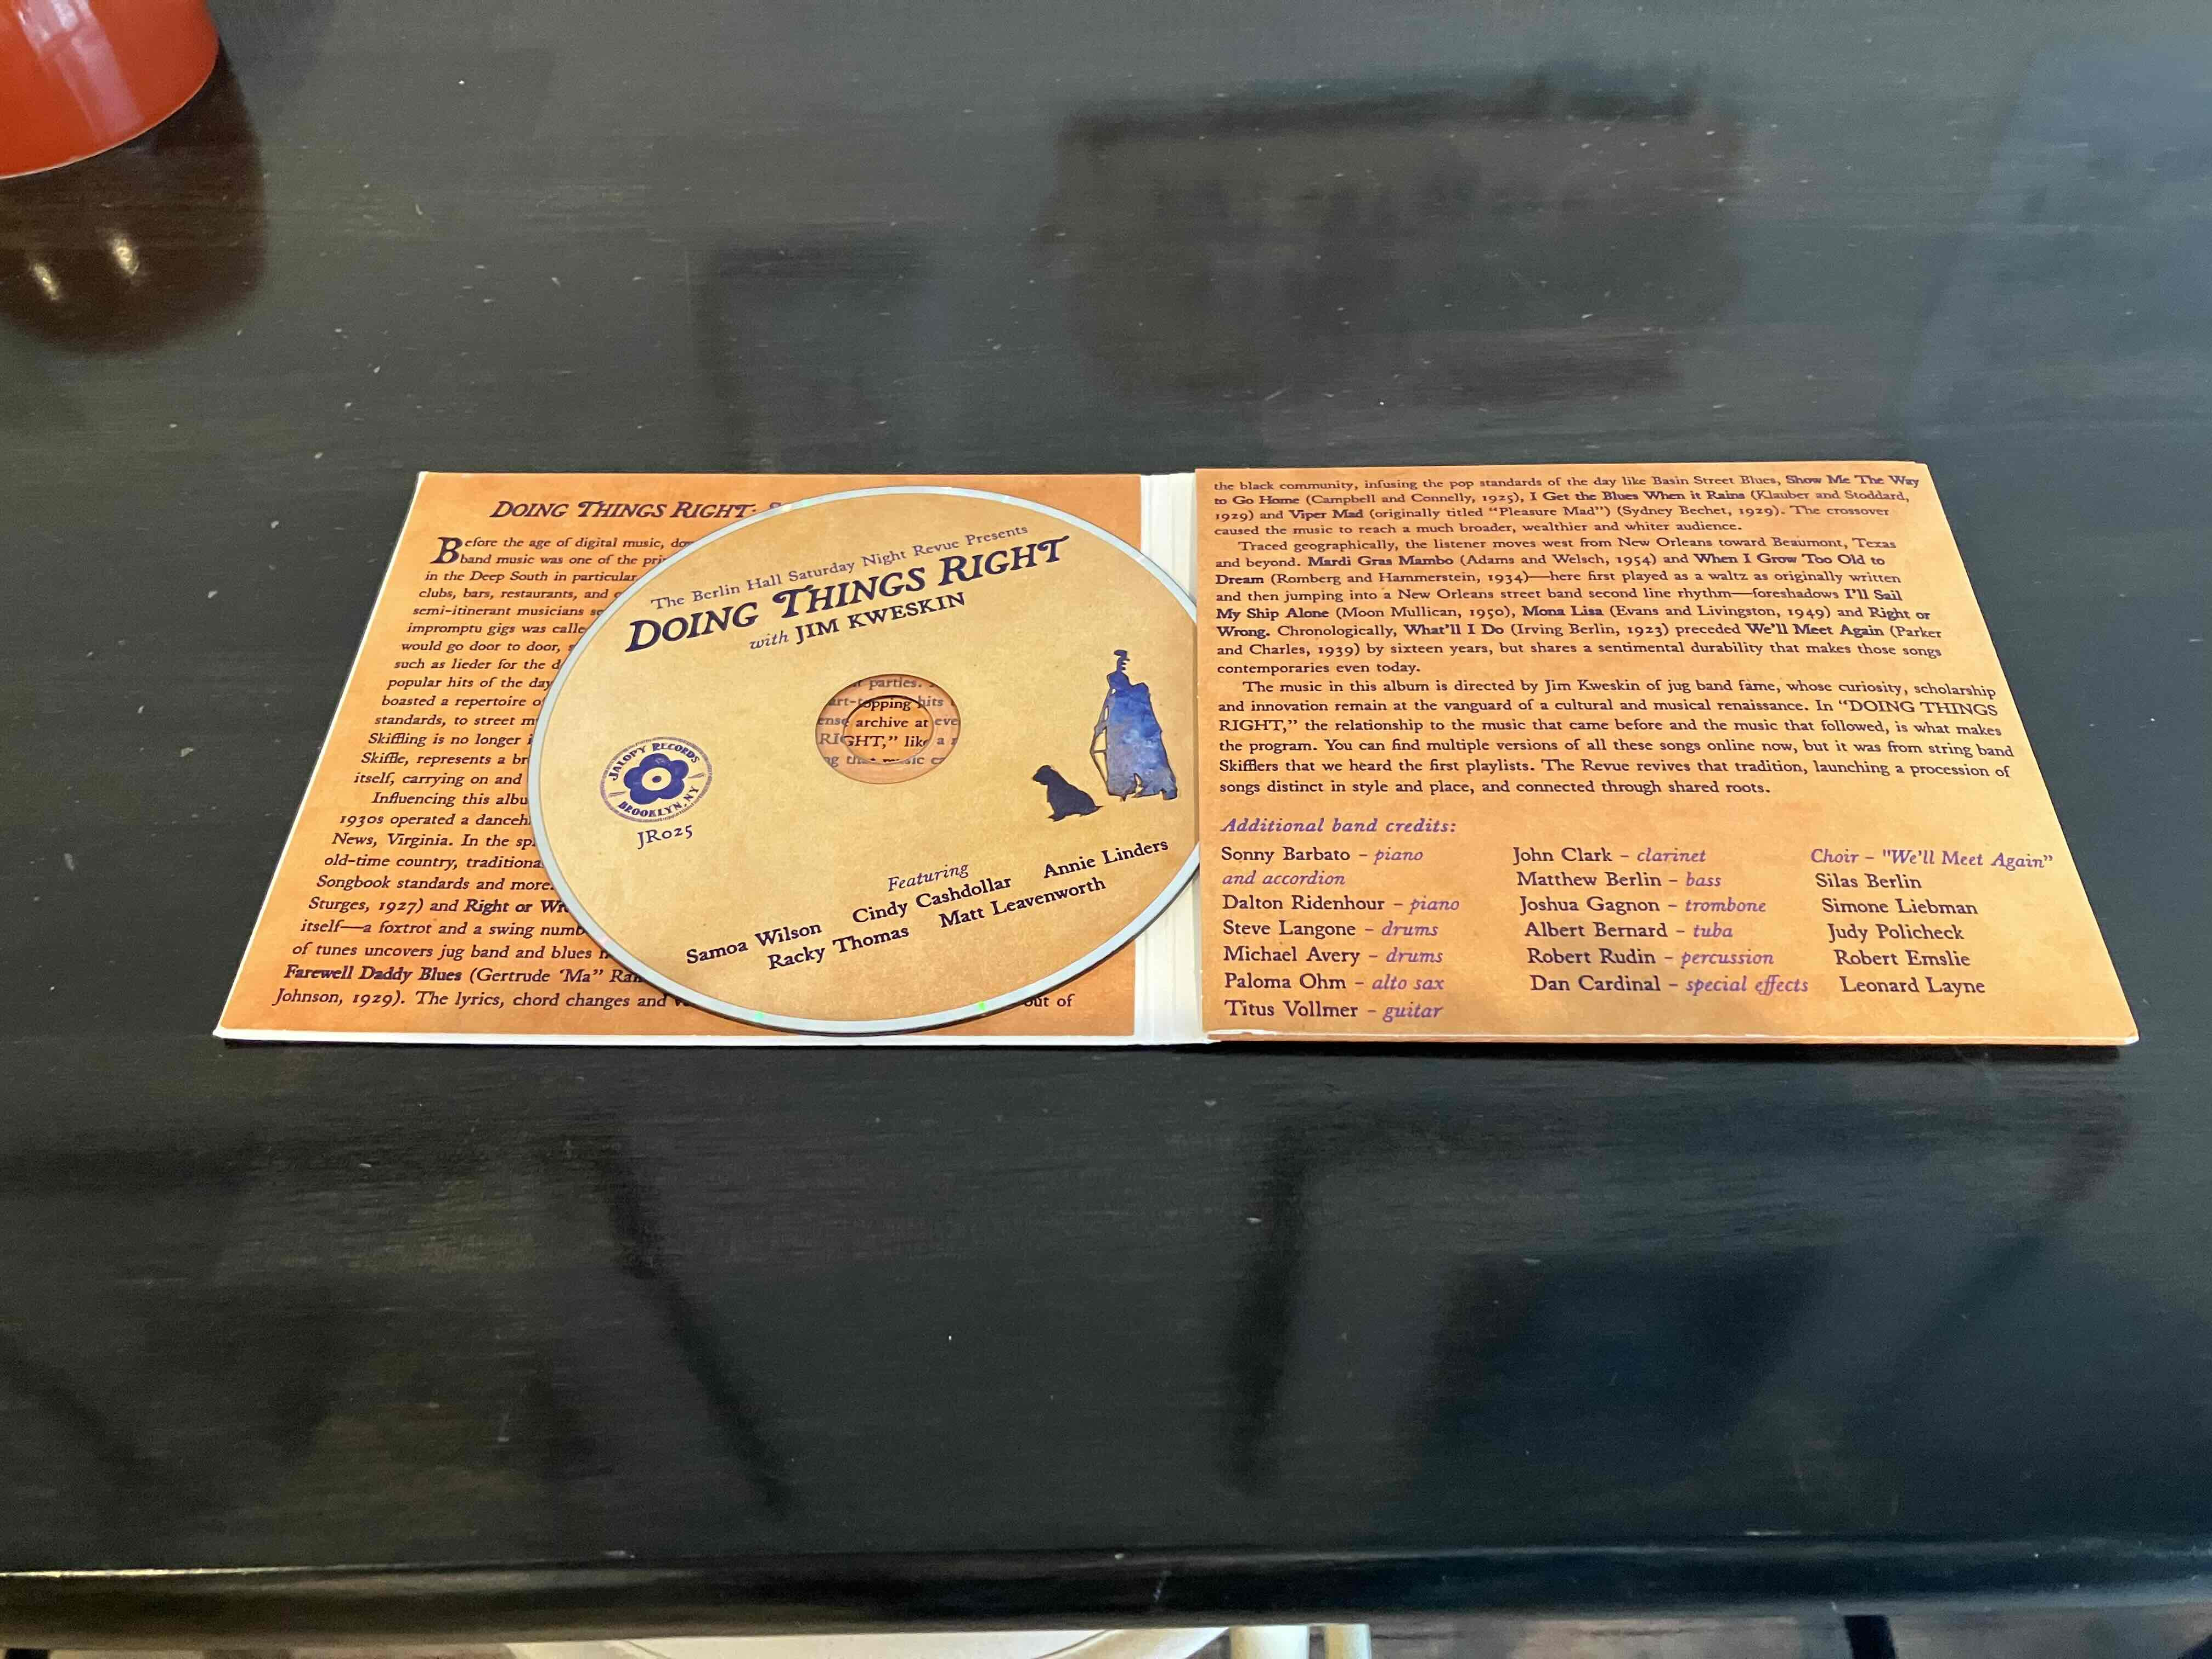 DOING THINGS RIGHT:
Before the age of digital music,
band music was one of the
in the Deep South in particular
clubs, bars, restaurants, and
semi-itinerant musicians
impromptu gigs was
would go door to door,
such as lieder for the
popular hits of the day
boasted a repertoire
standards, to street
Skiffling is no longer
Skiffle, represents a
itself, carrying on and
Influencing this
1930s operated a
News, Virginia. In the
old-time country,
Songbook standards and more.
Sturges, 1927) and Right or
itself—a foxtrot and a swing
of tunes uncovers jug band and blues
Farewell Daddy Blues (Gertrude "Ma"
Johnson, 1929). The lyrics, chord changes and
out of
The Berlin Hall Saturday Night Revue Presents
DOING THINGS RIGHT
with JIM KWESKIN
parties.
hits
archive at
RIGHT," like a
JALOPY RECORDS
BROOKLYN, NY
JR025
Featuring
Samoa Wilson Cindy Cashdollar Annie Linders
Racky Thomas Matt Leavenworth
the black community, infusing the pop standards of the day like Basin Street Blues, Show Me The Way
to Go Home (Campbell and Connelly, 1925), I Get the Blues When it Rains (Klauber and Stoddard,
1929) and Viper Mad (originally titled "Pleasure Mad") (Sydney Bechet, 1929). The crossover
caused the music to reach a much broader, wealthier and whiter audience.
Traced geographically, the listener moves west from New Orleans toward Beaumont, Texas
and beyond. Mardi Gras Mambo (Adams and Welsch, 1954) and When I Grow Too Old to
Dream (Romberg and Hammerstein, 1934)—here first played as a waltz as originally written
and then jumping into a New Orleans street band second line rhythm—foreshadows I'll Sail
My Ship Alone (Moon Mullican, 1950), Mona Lisa (Evans and Livingston, 1949) and Right or
Wrong. Chronologically, What'll I Do (Irving Berlin, 1923) preceded We'll Meet Again (Parker
and Charles, 1939) by sixteen years, but shares a sentimental durability that makes those songs
contemporaries even today.
The music in this album is directed by Jim Kweskin of jug band fame, whose curiosity, scholarship
and innovation remain at the vanguard of a cultural and musical renaissance. In "DOING THINGS
RIGHT," the relationship to the music that came before and the music that followed, is what makes
the program. You can find multiple versions of all these songs online now, but it was from string band
Skifflers that we heard the first playlists. The Revue revives that tradition, launching a procession of
songs distinct in style and place, and connected through shared roots.
Additional band credits:
Sonny Barbato - piano
and accordion
Dalton Ridenhour - piano
Steve Langone - drums
Michael Avery - drums
Paloma Ohm - alto sax
Titus Vollmer - guitar
John Clark - clarinet
Matthew Berlin - bass
Joshua Gagnon - trombone
Albert Bernard - tuba
Robert Rudin - percussion
Dan Cardinal - special effects
Choir - "We'll Meet Again"
Silas Berlin
Simone Liebman
Judy Policheck
Robert Emslie
Leonard Layne